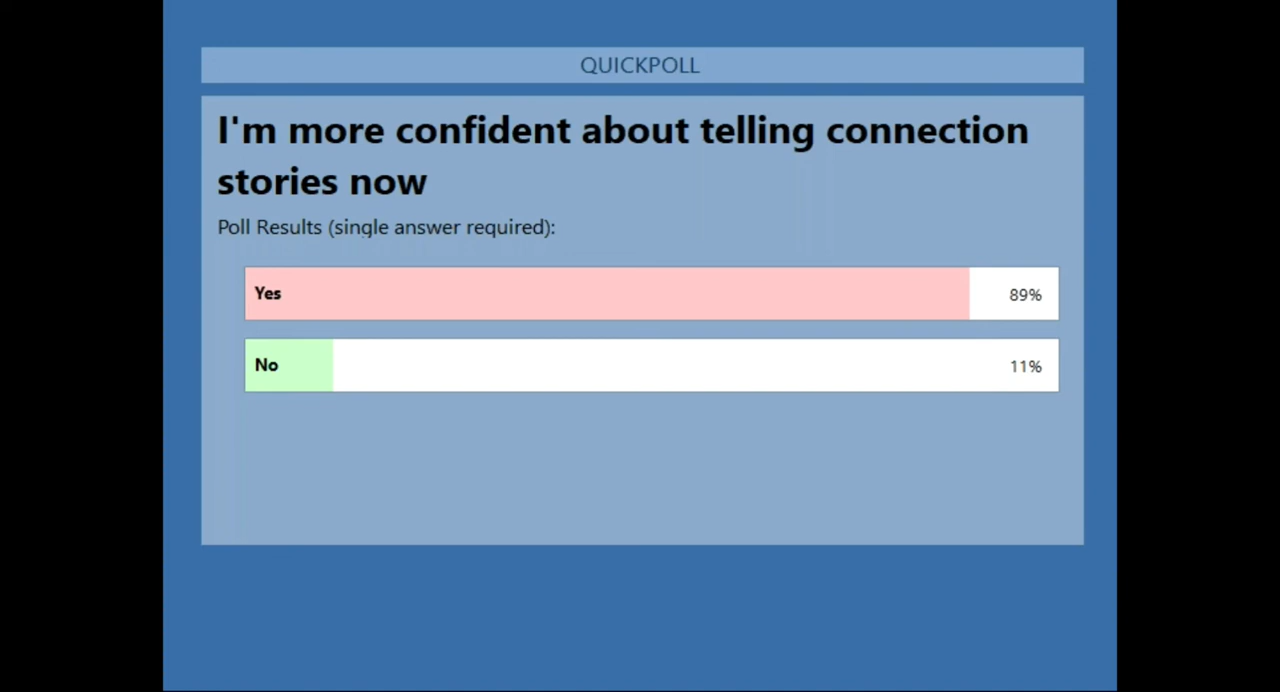 QUICKPOLL
I'm more confident about telling connection
stories now
Poll Results (single answer required):
Yes 89%
No 11%